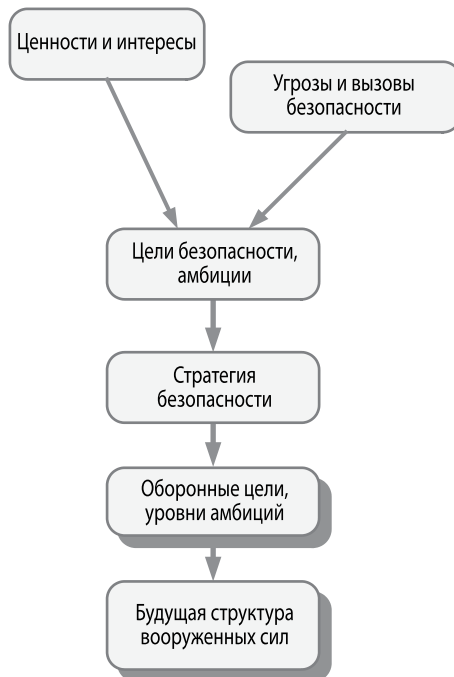 Ценности и интересы
Угрозы и вызовы
безопасности
Цели безопасности,
амбиции
Стратегия
безопасности
Оборонные цели,
уровни амбиций
Будущая структура
вооруженных сил